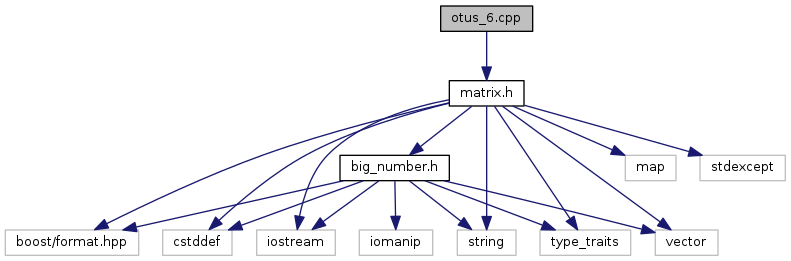 otus_6.cpp
matrix.h
big_number.h
map
stdexcept
boost/format.hpp
cstddef
iostream
iomanip
string
type_traits
vector